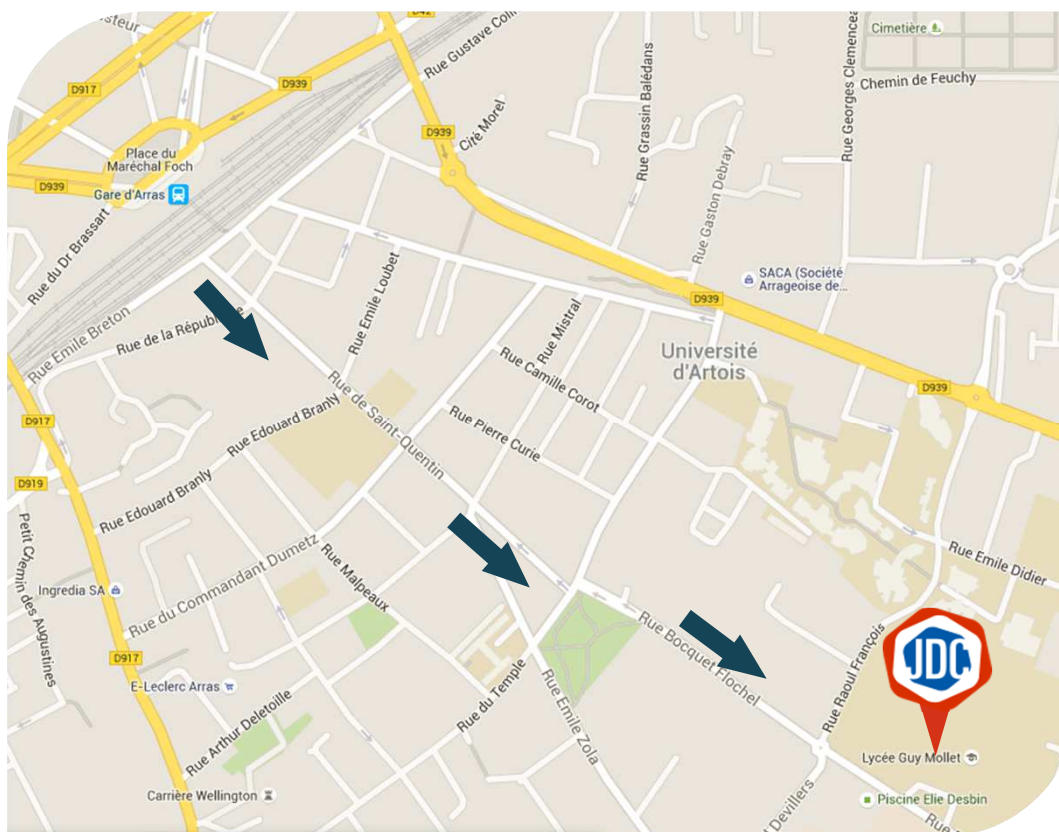 D42
Rue Gustave Colin
Cimetière
D917
D939
Chemin de Feuchy
Rue Georges Clemenceau
Rue Grassin Balédans
Cité Morel
D939
Place du
Maréchal Foch
D939
Gare d'Arras
Rue Gaston Debray
Rue du Dr Brassart
SACA (Société
Arrageoise de...
D939
Rue Emile Loubet
Rue de la République
Rue Emile Breton
Rue Mistral
Université
d'Artois
Rue Camille Corot
D939
Rue de Saint-Quentin
D917
Rue Edouard Branly
Rue Pierre Curie
D919
Rue Edouard Branly
Petit Chemin des Augustines
Rue du Commandant Dumetz
Rue Malpeaux
Rue Emile Didier
Ingredia SA
Rue Bocquet Flochel
Rue Raoul François
JDC
D917
E-Leclerc Arras
Rue du Temple
Rue Emile Zola
Rue Arthur Deletoille
Lycée Guy Mollet
Carrière Wellington
Devillers
Piscine Elie Desbin